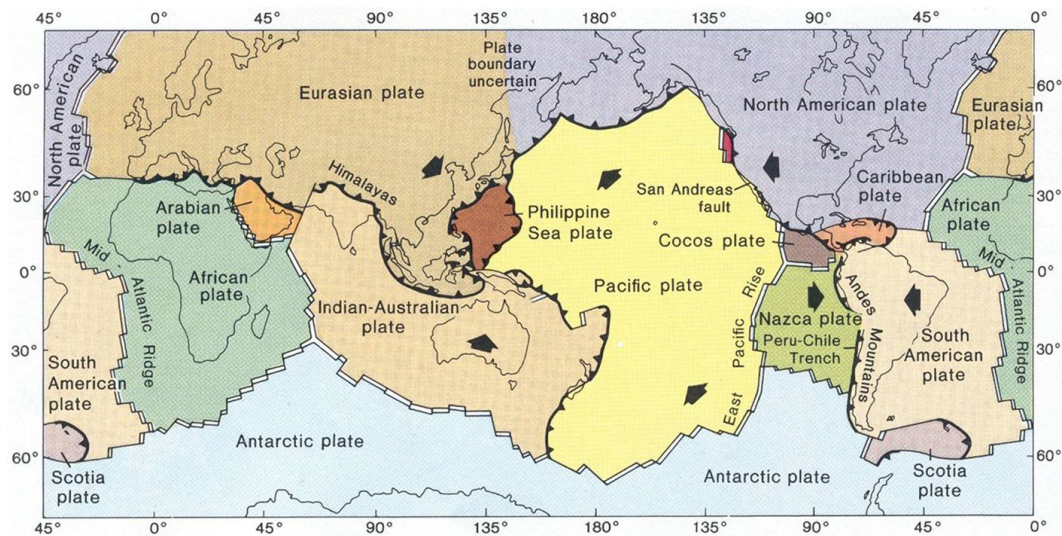 45°
0°
45°
90°
135°
180°
135°
90°
45°
0°
60°
30°
0°
30°
60°
North American
plate
Eurasian plate
Plate
boundary
uncertain
North American plate
Eurasian
plate
Himalayas
Arabian
plate
African
plate
Mid
Atlantic Ridge
Philippine
Sea plate
San Andreas
fault
Caribbean
plate
Cocos plate
African
plate
Mid
Atlantic Ridge
Indian-Australian
plate
Pacific plate
East Pacific Rise
Nazca plate
Peru-Chile
Trench
Andes Mountains
South
American
plate
South
American
plate
Antarctic plate
Antarctic plate
Scotia
plate
Scotia
plate
60°
30°
0°
30°
60°
45°
0°
45°
90°
135°
180°
135°
90°
45°
0°